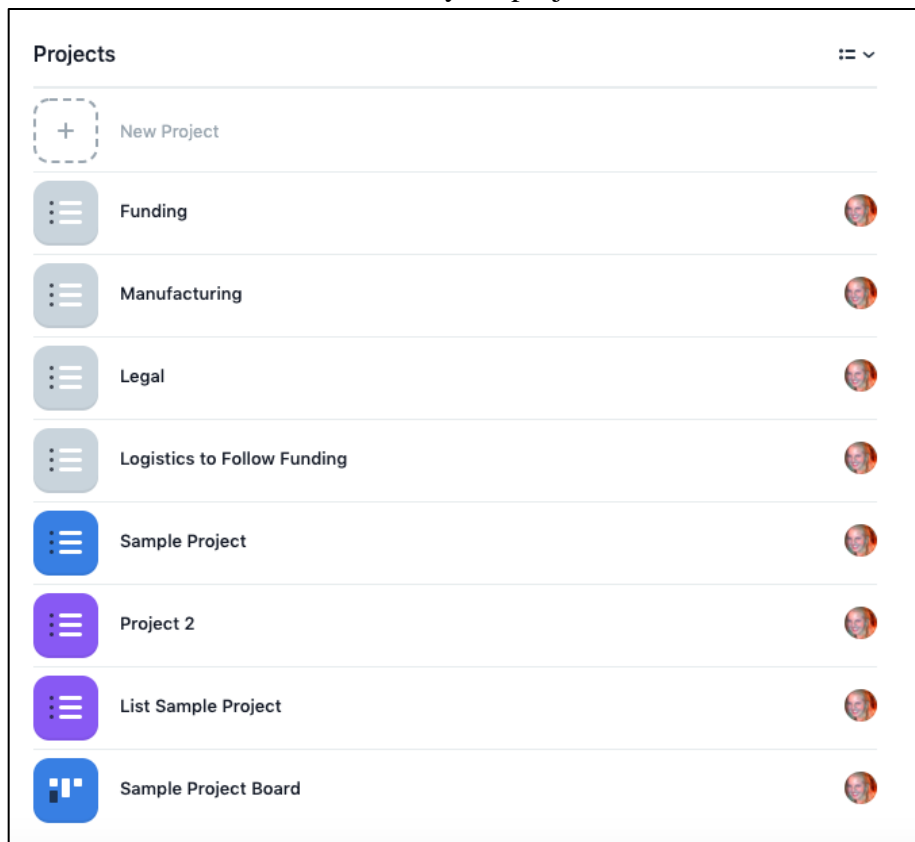 Projects
New Project
Funding
Manufacturing
Legal
Logistics to Follow Funding
Sample Project
Project 2
List Sample Project
Sample Project Board